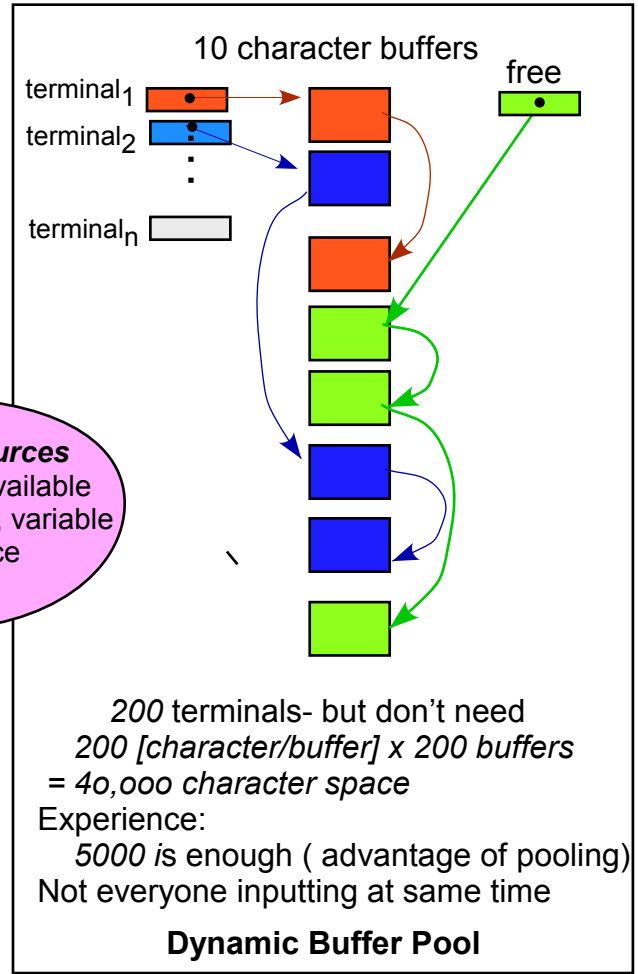 10 character buffers
free
terminal1
terminal2
terminaln
urces
vailable
, variable
ce
200 terminals- but don’t need
200 [character/buffer] x 200 buffers
= 4o,ooo character space
Experience:
5000 is enough ( advantage of pooling)
Not everyone inputting at same time
Dynamic Buffer Pool